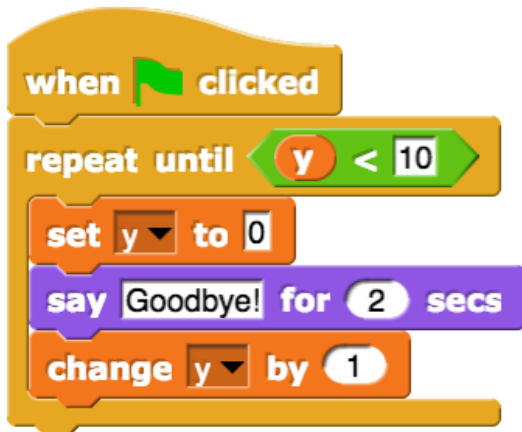 when clicked
repeat until y < 10
set y to 0
say Goodbye! for 2 secs
change y by 1